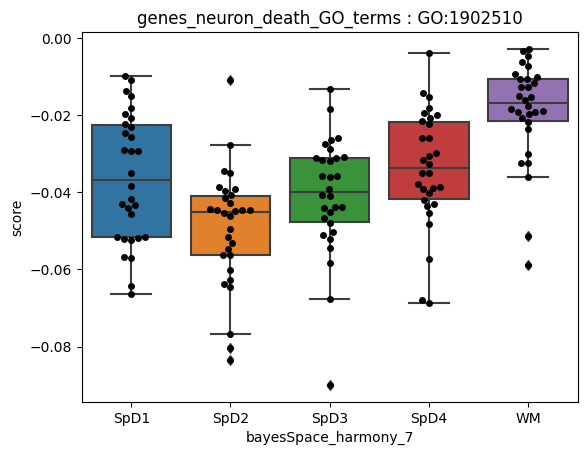 genes_neuron_death_GO_terms : GO:1902510
0.00
−0.02
−0.04
−0.06
−0.08
score
SpD1 SpD2 SpD3 SpD4 WM
bayesSpace_harmony_7